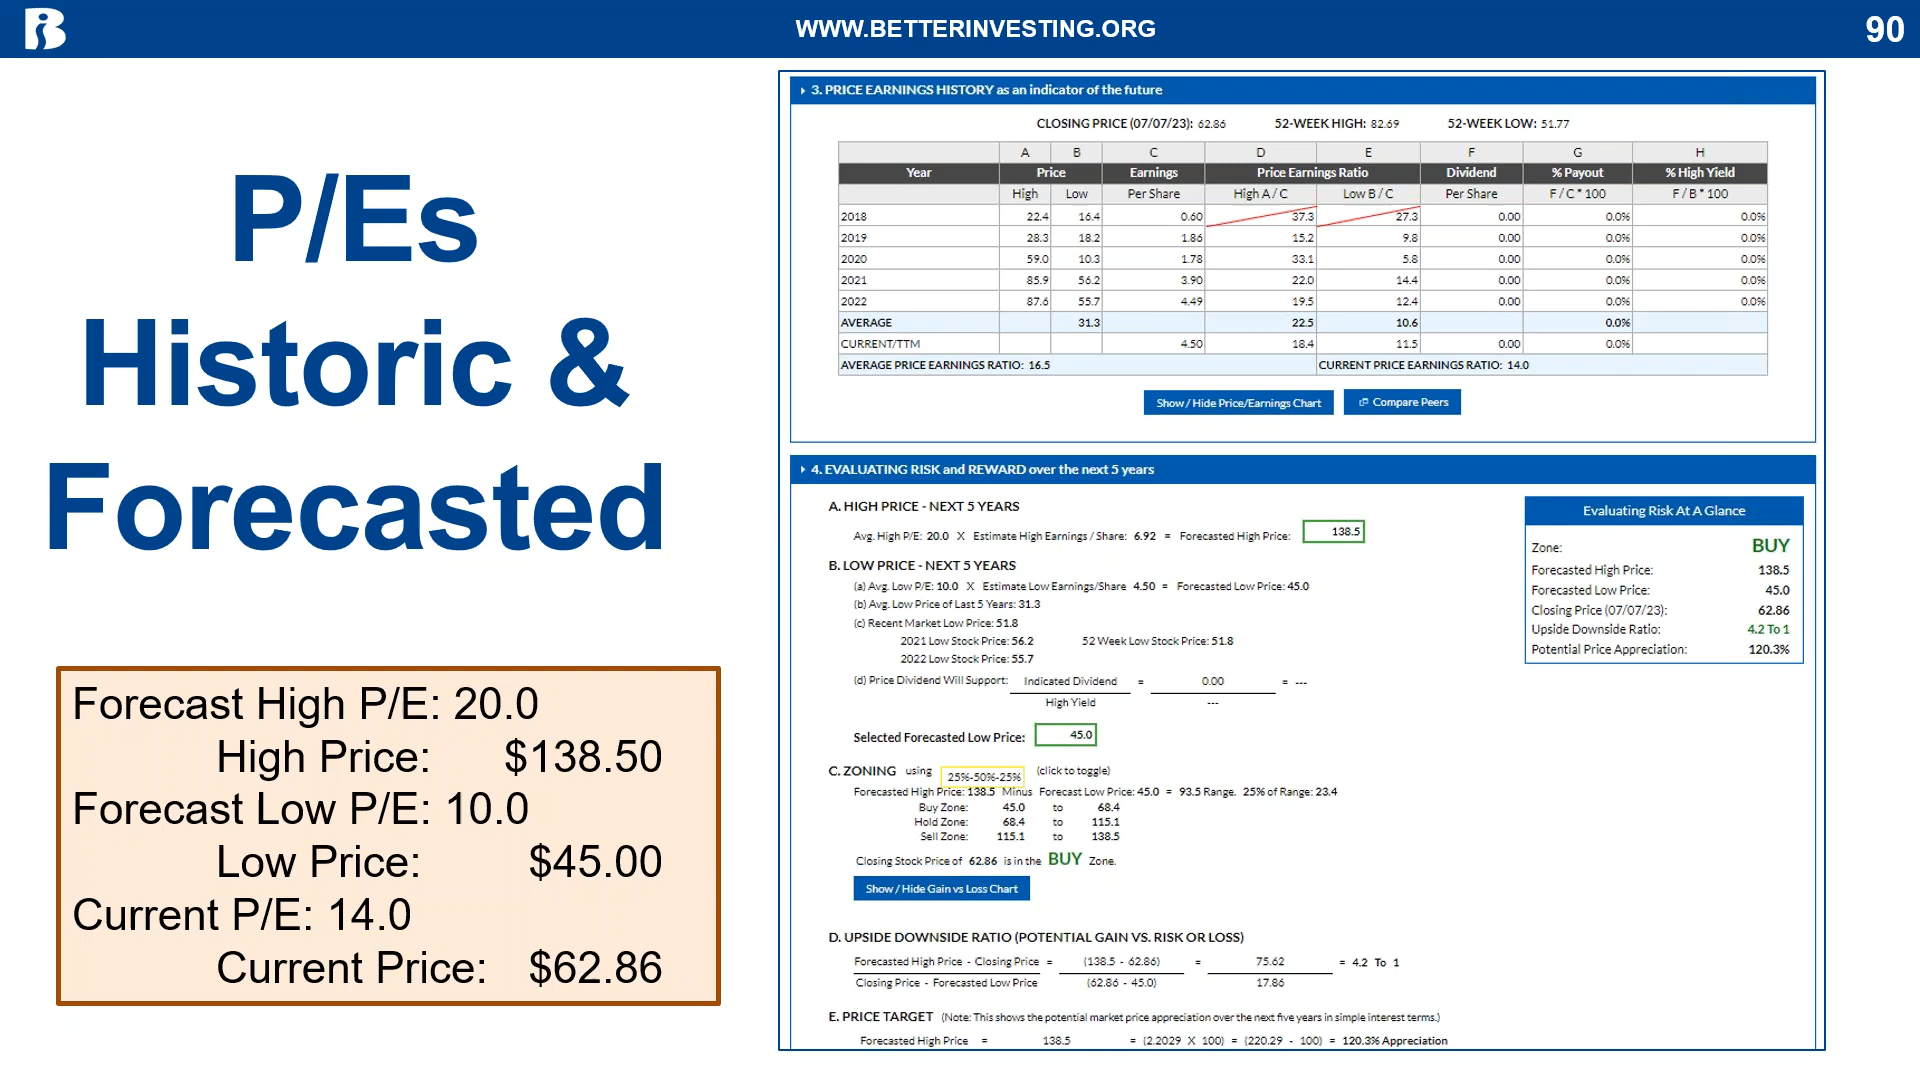 WWW.BETTERINVESTING.ORG
90
P/Es
Historic &
Forecasted
Forecast High P/E: 20.0
High Price: $138.50
Forecast Low P/E: 10.0
Low Price: $45.00
Current P/E: 14.0
Current Price: $62.86
3. PRICE EARNINGS HISTORY as an indicator of the future
CLOSING PRICE (07/07/23): 62.86 52-WEEK HIGH: 82.69 52-WEEK LOW: 51.77
A B C D E F G H
Year Price Earnings Price Earnings Ratio Dividend % Payout % High Yield
High Low Per Share High A / C Low B / C Per Share F / C * 100 F / B * 100
2018 22.4 16.4 0.60 37.3 27.3 0.00 0.0% 0.0%
2019 28.3 18.2 1.86 15.2 9.8 0.00 0.0% 0.0%
2020 59.0 10.3 1.78 33.1 5.8 0.00 0.0% 0.0%
2021 85.9 56.2 3.90 22.0 14.4 0.00 0.0% 0.0%
2022 87.6 55.7 4.49 19.5 12.4 0.00 0.0% 0.0%
AVERAGE 31.3 22.5 10.6 0.0%
CURRENT/TTM 4.50 18.4 11.5 0.00 0.0%
AVERAGE PRICE EARNINGS RATIO: 16.5 CURRENT PRICE EARNINGS RATIO: 14.0
Show / Hide Price/Earnings Chart Compare Peers
4. EVALUATING RISK and REWARD over the next 5 years
A. HIGH PRICE - NEXT 5 YEARS
Avg. High P/E: 20.0 X Estimate High Earnings / Share: 6.92 = Forecasted High Price: 138.5
B. LOW PRICE - NEXT 5 YEARS
(a) Avg. Low P/E: 10.0 X Estimate Low Earnings/Share 4.50 = Forecasted Low Price: 45.0
(b) Avg. Low Price of Last 5 Years: 31.3
(c) Recent Market Low Price: 51.8
2021 Low Stock Price: 56.2 52 Week Low Stock Price: 51.8
2022 Low Stock Price: 55.7
(d) Price Dividend Will Support: Indicated Dividend = 0.00 = ---
High Yield ---
Selected Forecasted Low Price: 45.0
C. ZONING using 25%-50%-25% (click to toggle)
Forecasted High Price: 138.5 Minus Forecast Low Price: 45.0 = 93.5 Range. 25% of Range: 23.4
Buy Zone: 45.0 to 68.4
Hold Zone: 68.4 to 115.1
Sell Zone: 115.1 to 138.5
Closing Stock Price of 62.86 is in the BUY Zone.
Show / Hide Gain vs Loss Chart
D. UPSIDE DOWNSIDE RATIO (POTENTIAL GAIN VS. RISK OR LOSS)
Forecasted High Price - Closing Price = (138.5 - 62.86) = 75.62 = 4.2 To 1
Closing Price - Forecasted Low Price (62.86 - 45.0) 17.86
E. PRICE TARGET (Note: This shows the potential market price appreciation over the next five years in simple interest terms.)
Forecasted High Price = 138.5 = (2.2029 X 100) = (220.29 - 100) = 120.3% Appreciation
Evaluating Risk At A Glance
Zone: BUY
Forecasted High Price: 138.5
Forecasted Low Price: 45.0
Closing Price (07/07/23): 62.86
Upside Downside Ratio: 4.2 To 1
Potential Price Appreciation: 120.3%